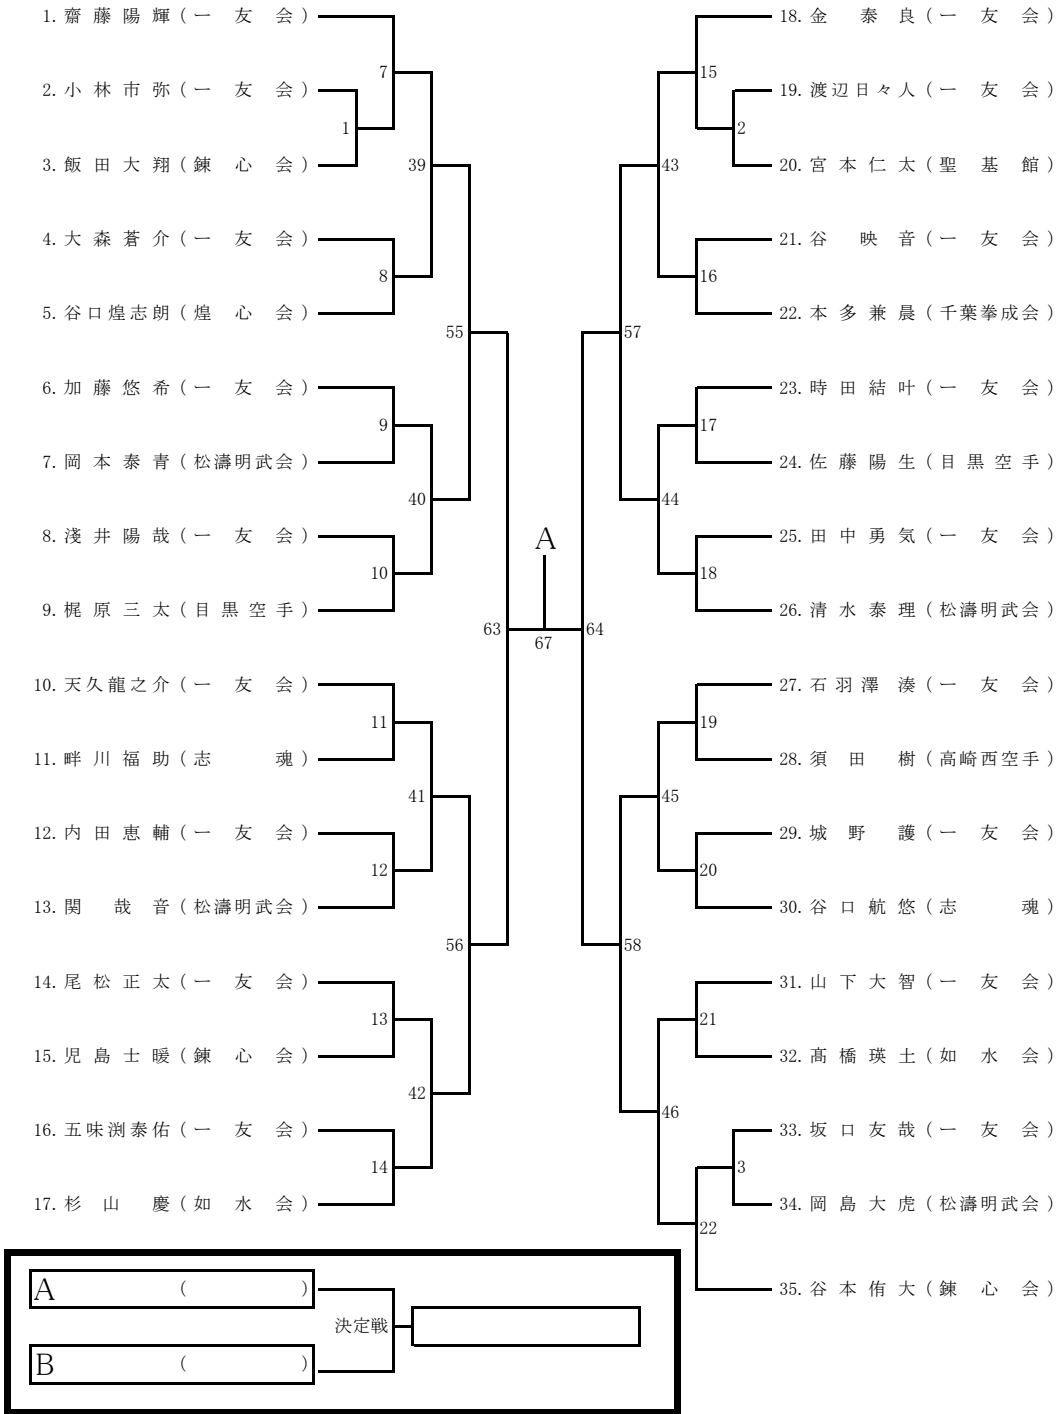 1. 齋藤陽輝(一友会)
7
2. 小林市弥(一友会)
1
3. 飯田大翔(錬心会)
39
4. 大森蒼介(一友会)
8
5. 谷口煌志朗(煌心会)
55
6. 加藤悠希(一友会)
9
7. 岡本泰青(松濤明武会)
40
8. 淺井陽哉(一友会)
10
9. 梶原三太(目黒空手)
63
10. 天久龍之介(一友会)
11
11. 畔川福助(志魂)
41
12. 内田恵輔(一友会)
12
13. 関哉音(松濤明武会)
56
14. 尾松正太(一友会)
13
15. 児島士暖(錬心会)
42
16. 五味渕泰佑(一友会)
14
17. 杉山慶(如水会)
A
67
18. 金泰良(一友会)
15
19. 渡辺日々人(一友会)
2
20. 宮本仁太(聖基館)
43
21. 谷映音(一友会)
16
22. 本多兼晨(千葉拳成会)
57
23. 時田結叶(一友会)
17
24. 佐藤陽生(目黒空手)
44
25. 田中勇気(一友会)
18
26. 清水泰理(松濤明武会)
64
27. 石羽澤湊(一友会)
19
28. 須田樹(高崎西空手)
45
29. 城野護(一友会)
20
30. 谷口航悠(志魂)
58
31. 山下大智(一友会)
21
32. 髙橋瑛土(如水会)
46
33. 坂口友哉(一友会)
3
34. 岡島大虎(松濤明武会)
22
35. 谷本侑大(錬心会)
A ( )
決定戦
B ( )